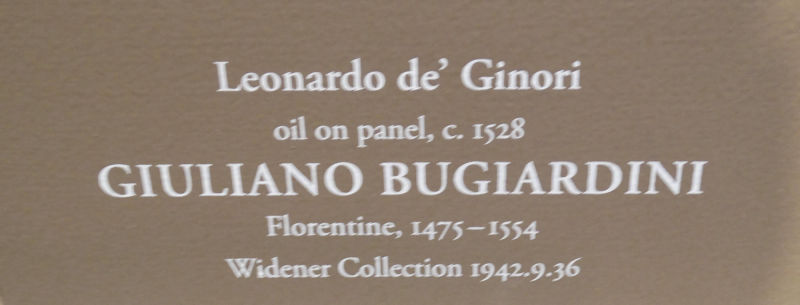 Leonardo de’ Ginori
oil on panel, c. 1528
GIULIANO BUGIARDINI
Florentine, 1475–1554
Widener Collection 1942.9.36